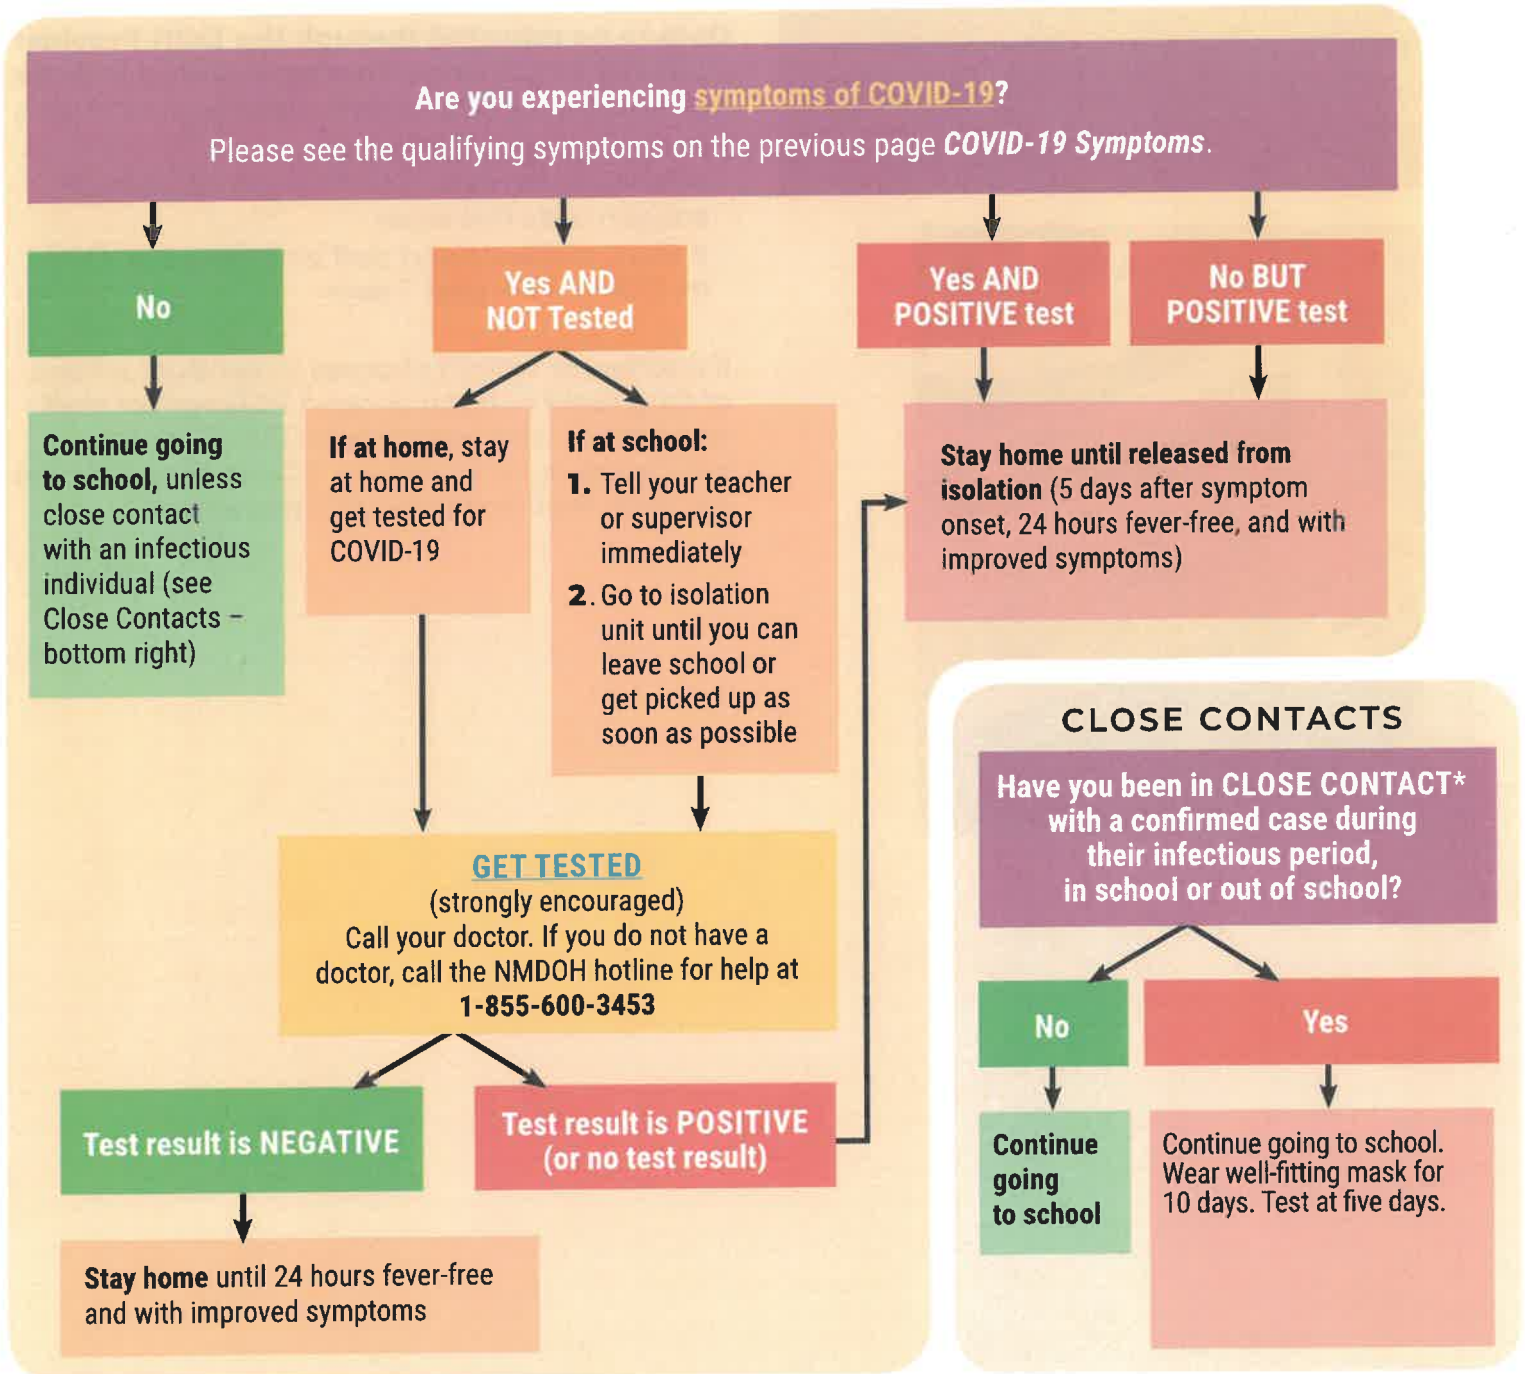 Are you experiencing symptoms of COVID-19?
Please see the qualifying symptoms on the previous page COVID-19 Symptoms.
No
Yes AND
NOT Tested
Yes AND
POSITIVE test
No BUT
POSITIVE test
Continue going
to school, unless
close contact
with an infectious
individual (see
Close Contacts –
bottom right)
If at home, stay
at home and
get tested for
COVID-19
If at school:
1. Tell your teacher
or supervisor
immediately
2. Go to isolation
unit until you can
leave school or
get picked up as
soon as possible
Stay home until released from
isolation (5 days after symptom
onset, 24 hours fever-free, and with
improved symptoms)
GET TESTED
(strongly encouraged)
Call your doctor. If you do not have a
doctor, call the NMDOH hotline for help at
1-855-600-3453
Test result is NEGATIVE
Test result is POSITIVE
(or no test result)
Stay home until 24 hours fever-free
and with improved symptoms
CLOSE CONTACTS
Have you been in CLOSE CONTACT*
with a confirmed case during
their infectious period,
in school or out of school?
No
Yes
Continue
going
to school
Continue going to school.
Wear well-fitting mask for
10 days. Test at five days.